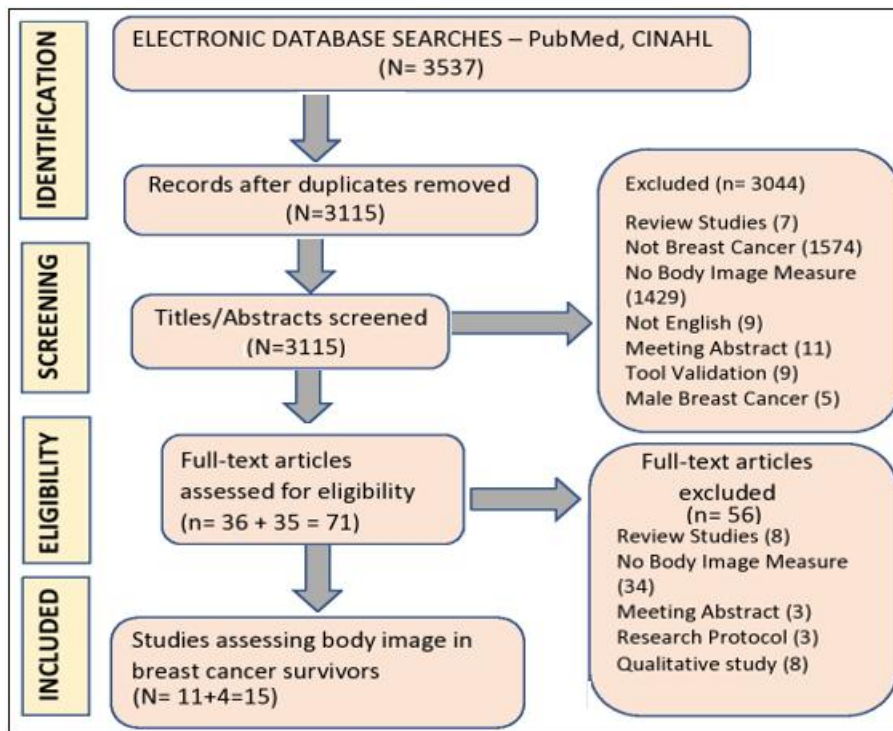 IDENTIFICATION
ELECTRONIC DATABASE SEARCHES – PubMed, CINAHL
(N= 3537)
Records after duplicates removed
(N=3115)
SCREENING
Titles/Abstracts screened
(N=3115)
Excluded (n= 3044)
Review Studies (7)
Not Breast Cancer (1574)
No Body Image Measure
(1429)
Not English (9)
Meeting Abstract (11)
Tool Validation (9)
Male Breast Cancer (5)
ELIGIBILITY
Full-text articles
assessed for eligibility
(n= 36 + 35 = 71)
Full-text articles
excluded
(n= 56)
Review Studies (8)
No Body Image Measure
(34)
Meeting Abstract (3)
Research Protocol (3)
Qualitative study (8)
INCLUDED
Studies assessing body image in
breast cancer survivors
(N= 11+4=15)